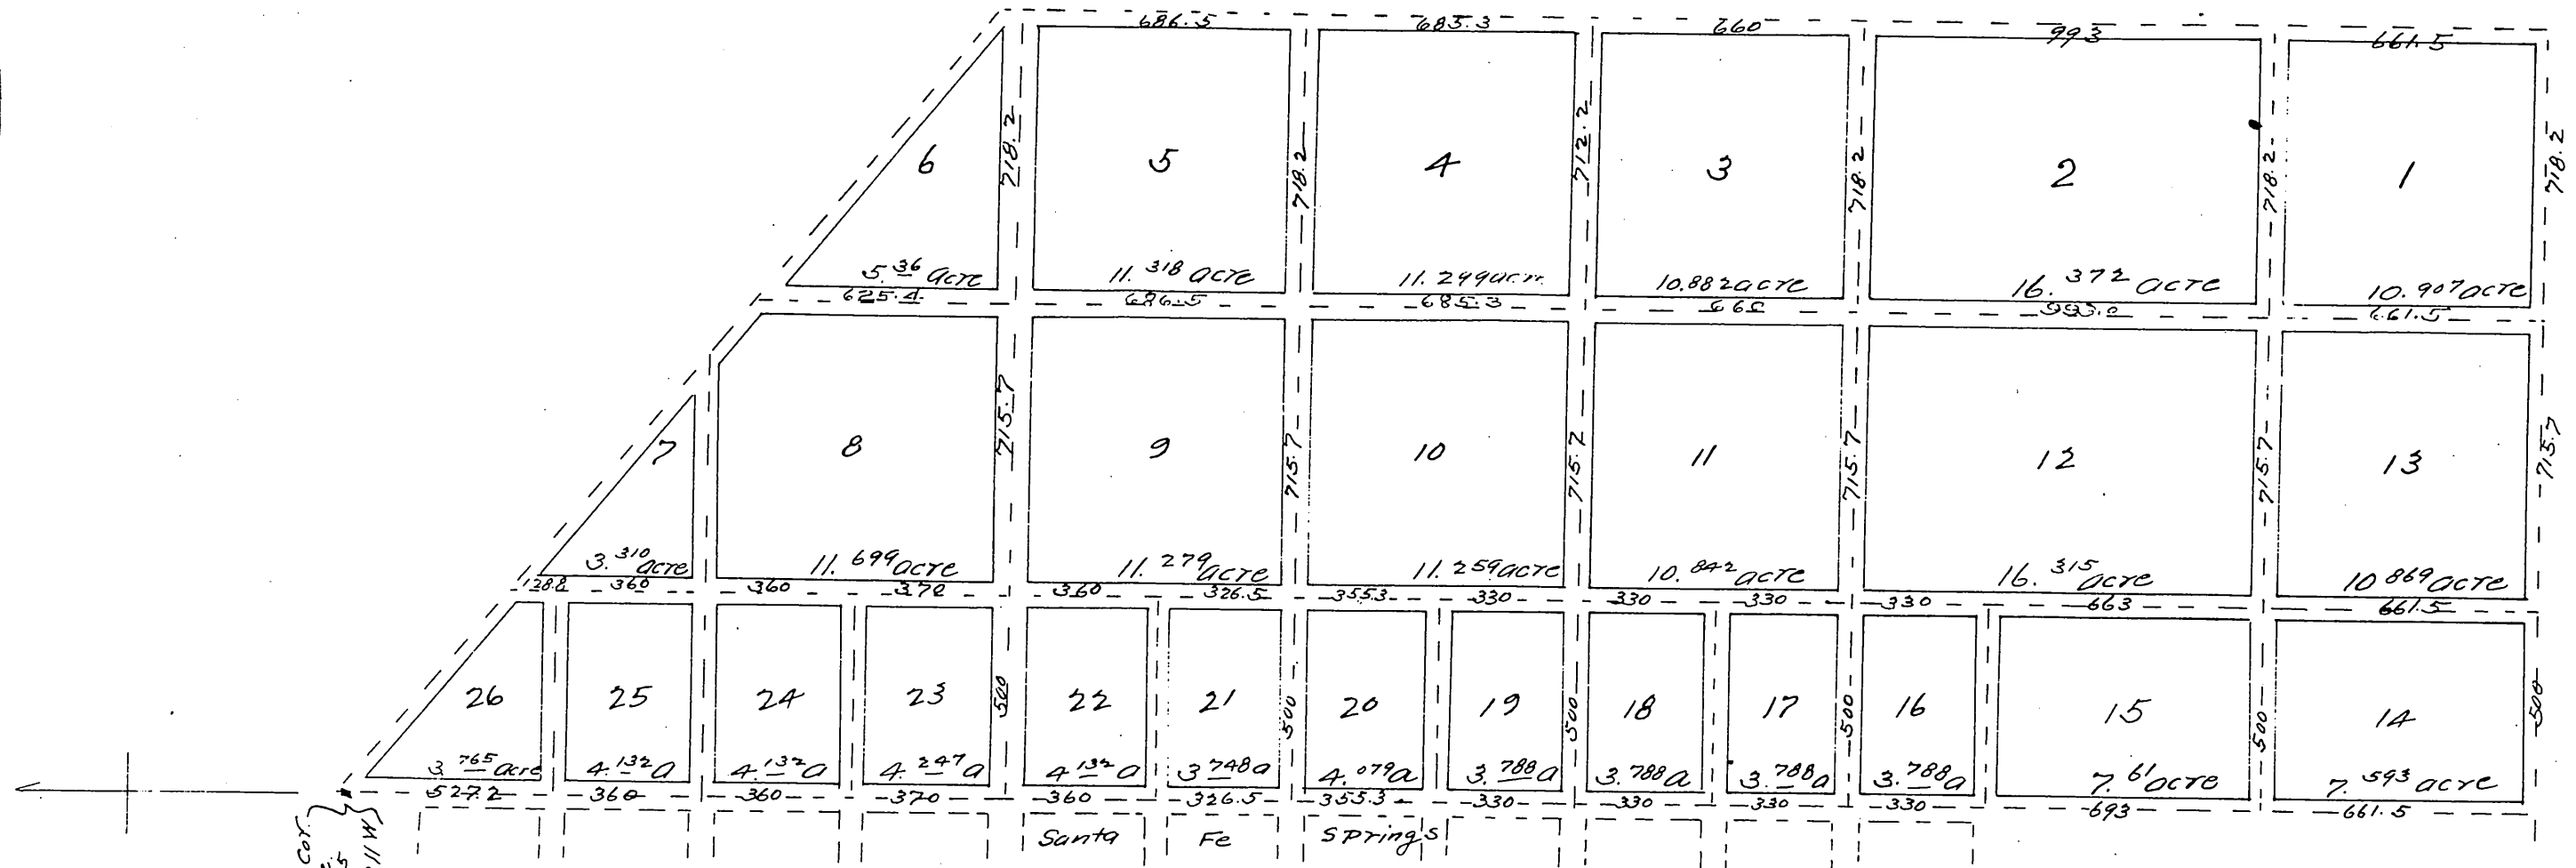 686.5 685.3 660 993 661.5
718.2 718.2 712.2 718.2 718.2 718.2
6 5 4 3 2 1
5.36 acre 11.318 acre 11.299 acre 10.882 acre 16.372 acre 10.907 acre
625.4 686.5 685.3 660 993.0 661.5
715.7 715.7 715.7 715.7 715.7 715.7
7 8 9 10 11 12 13
3.310 acre 11.699 acre 11.279 acre 11.259 acre 10.842 acre 16.315 acre 10 869 acre
128.8 360 360 370 360 326.5 355.3 330 330 330 330 663 661.5
500 500 500 500 500 500
26 25 24 23 22 21 20 19 18 17 16 15 14
3.765 acre 4.132 a 4.132 a 4.247 a 4.132 a 3 748 a 4.079 a 3.788 a 3.788 a 3.788 a 3.788 a 7.61 acre 7.593 acre
527.2 360 360 370 360 326.5 355.3 330 330 330 330 693 661.5
Santa Fe Springs
Cor.